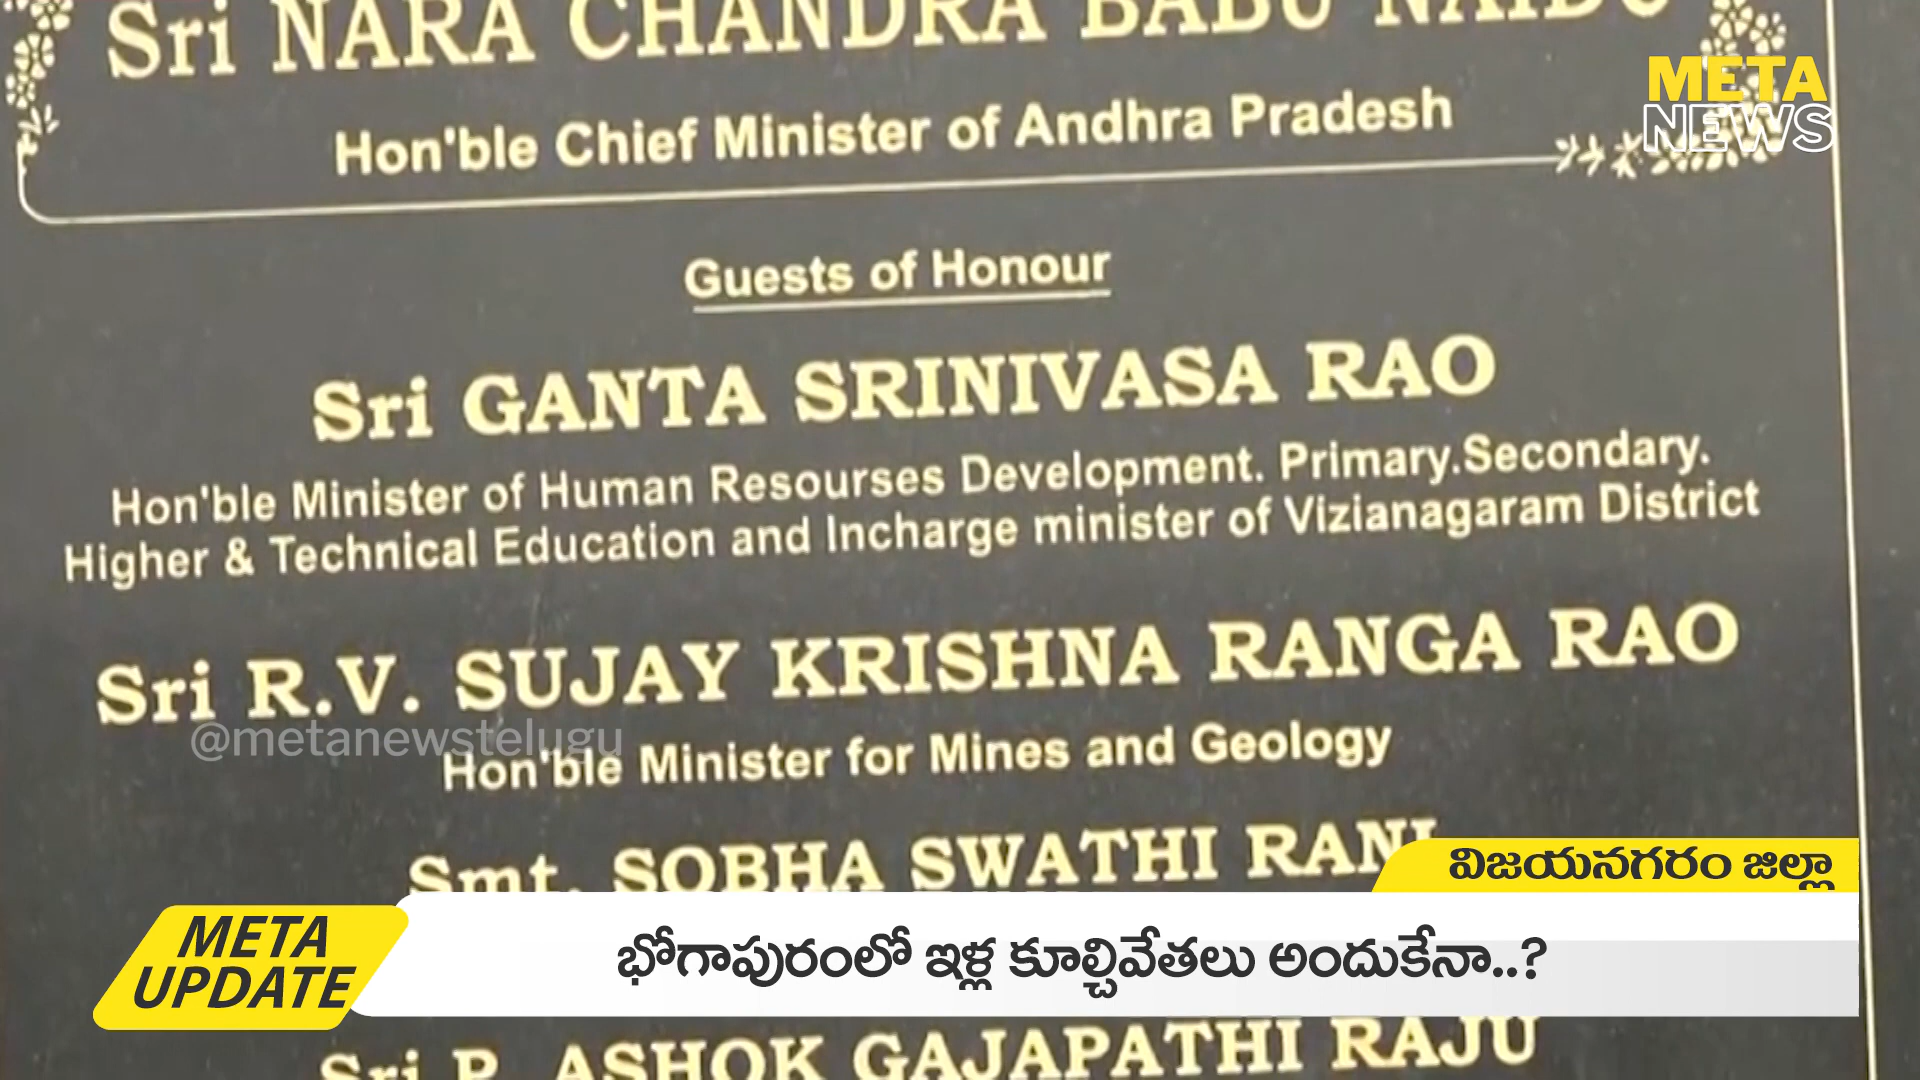 Sri NARA CHANDRA BABU NAIDU
META
NEWS
Hon'ble Chief Minister of Andhra Pradesh
Guests of Honour
Sri GANTA SRINIVASA RAO
Hon'ble Minister of Human Resourses Development. Primary.Secondary.
Higher & Technical Education and Incharge minister of Vizianagaram District
Sri R.V. SUJAY KRISHNA RANGA RAO
@metanewstelugu
Hon'ble Minister for Mines and Geology
Smt. SOBHA SWATHI RANI
విజయనగరం జిల్లా
META
UPDATE
భోగాపురంలో ఇళ్ల కూల్చివేతలు అందుకేనా..?
Sri P. ASHOK GAJAPATHI RAJU